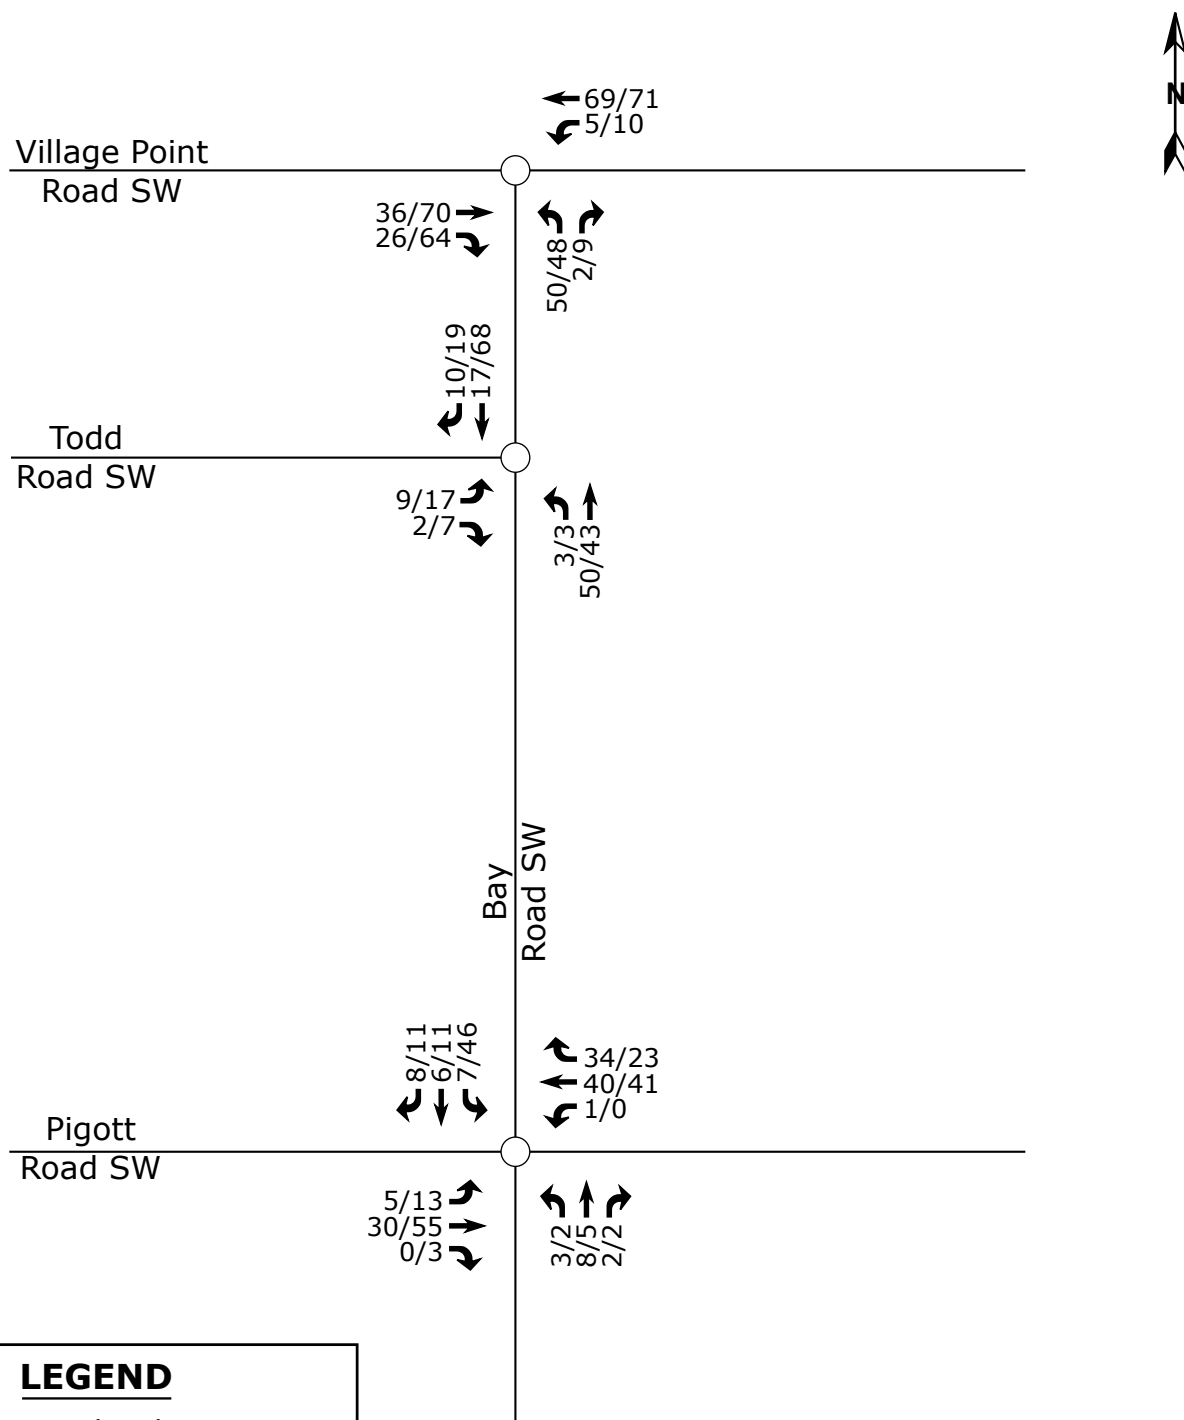 69/71
5/10
N
Village Point
Road SW
36/70
26/64
50/48
2/9
10/19
17/68
Todd
Road SW
9/17
2/7
3/3
50/43
Bay
Road SW
8/11
6/11
7/46
34/23
40/41
1/0
Pigott
Road SW
5/13
30/55
0/3
3/2
8/5
2/2
LEGEND